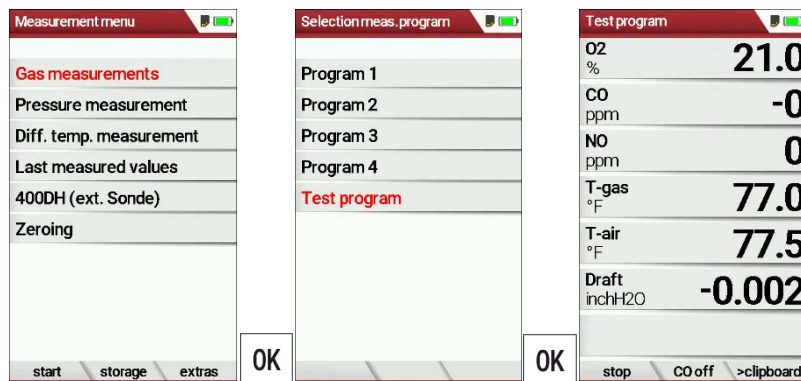 Measurement menu
Gas measurements
Pressure measurement
Diff. temp. measurement
Last measured values
400DH (ext. Sonde)
Zeroing
start storage extras
OK
Selection meas.program
Program 1
Program 2
Program 3
Program 4
Test program
OK
Test program
O2 21.0
%
CO -0
ppm
NO 0
ppm
T-gas 77.0
°F
T-air 77.5
°F
Draft -0.002
inchH2O
stop CO off >clipboard